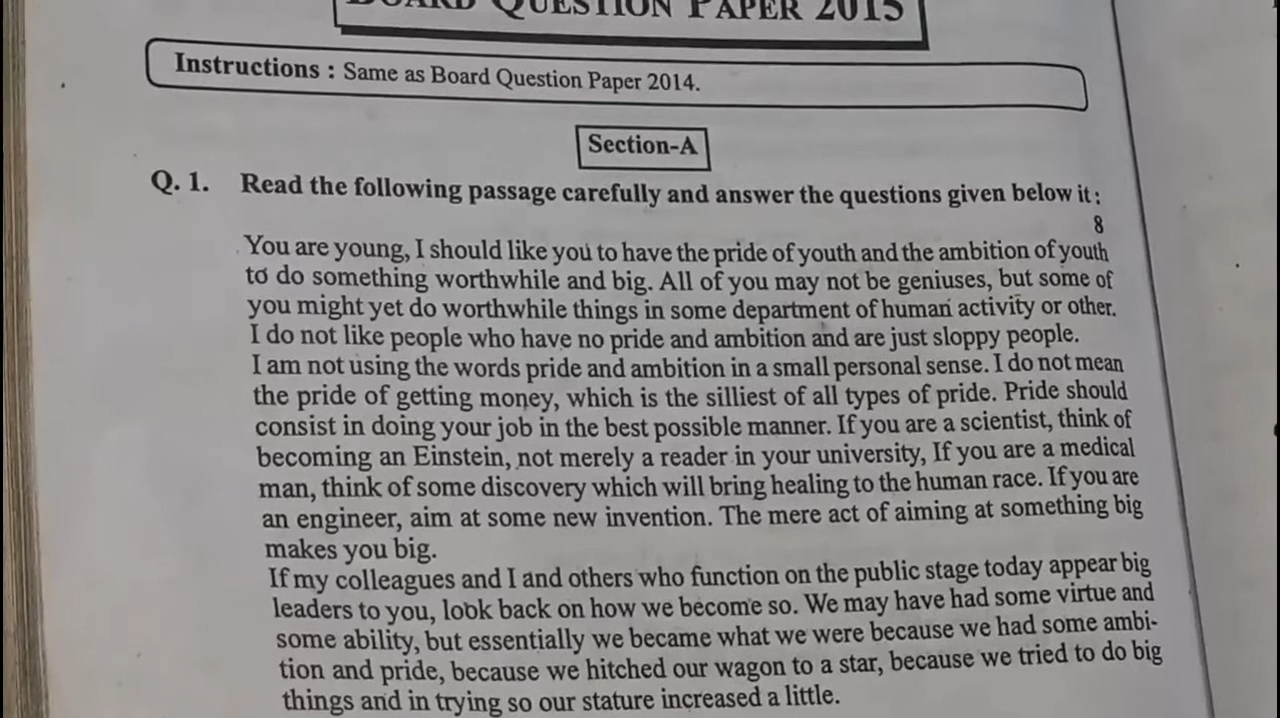 BOARD QUESTION PAPER 2015
Instructions : Same as Board Question Paper 2014.
Section-A
Q. 1. Read the following passage carefully and answer the questions given below it :
8
You are young, I should like you to have the pride of youth and the ambition of youth
to do something worthwhile and big. All of you may not be geniuses, but some of
you might yet do worthwhile things in some department of human activity or other.
I do not like people who have no pride and ambition and are just sloppy people.
I am not using the words pride and ambition in a small personal sense. I do not mean
the pride of getting money, which is the silliest of all types of pride. Pride should
consist in doing your job in the best possible manner. If you are a scientist, think of
becoming an Einstein, not merely a reader in your university, If you are a medical
man, think of some discovery which will bring healing to the human race. If you are
an engineer, aim at some new invention. The mere act of aiming at something big
makes you big.
If my colleagues and I and others who function on the public stage today appear big
leaders to you, look back on how we become so. We may have had some virtue and
some ability, but essentially we became what we were because we had some ambi-
tion and pride, because we hitched our wagon to a star, because we tried to do big
things and in trying so our stature increased a little.